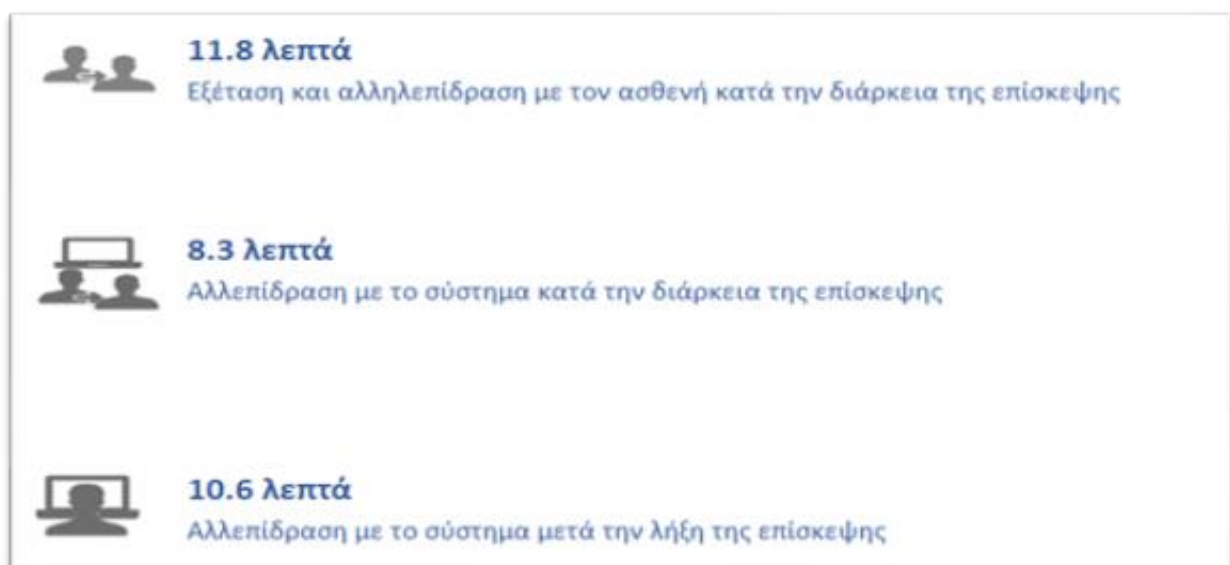 11.8 λεπτά
Εξέταση και αλληλεπίδραση με τον ασθενή κατά την διάρκεια της επίσκεψης
8.3 λεπτά
Αλλεπίδραση με το σύστημα κατά την διάρκεια της επίσκεψης
10.6 λεπτά
Αλλεπίδραση με το σύστημα μετά την λήξη της επίσκεψης